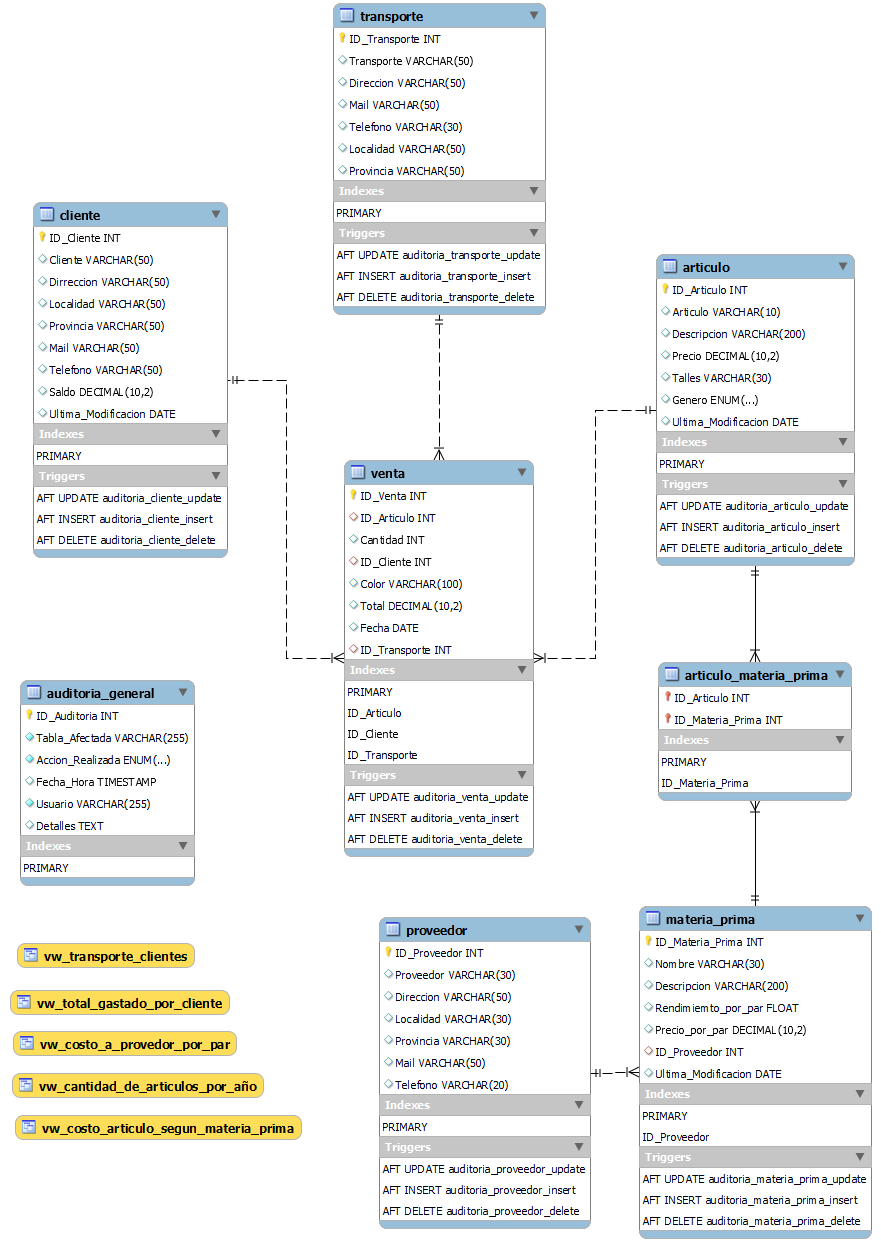 transporte
ID_Transporte INT
Transporte VARCHAR(50)
Direccion VARCHAR(50)
Mail VARCHAR(50)
Telefono VARCHAR(30)
Localidad VARCHAR(50)
Provincia VARCHAR(50)
Indexes
PRIMARY
Triggers
AFT UPDATE auditoria_transporte_update
AFT INSERT auditoria_transporte_insert
AFT DELETE auditoria_transporte_delete
cliente
ID_Cliente INT
Cliente VARCHAR(50)
Dirreccion VARCHAR(50)
Localidad VARCHAR(50)
Provincia VARCHAR(50)
Mail VARCHAR(50)
Telefono VARCHAR(50)
Saldo DECIMAL(10,2)
Ultima_Modificacion DATE
Indexes
PRIMARY
Triggers
AFT UPDATE auditoria_cliente_update
AFT INSERT auditoria_cliente_insert
AFT DELETE auditoria_cliente_delete
articulo
ID_Articulo INT
Articulo VARCHAR(10)
Descripcion VARCHAR(200)
Precio DECIMAL(10,2)
Talles VARCHAR(30)
Genero ENUM(...)
Ultima_Modificacion DATE
Indexes
PRIMARY
Triggers
AFT UPDATE auditoria_articulo_update
AFT INSERT auditoria_articulo_insert
AFT DELETE auditoria_articulo_delete
venta
ID_Venta INT
ID_Articulo INT
Cantidad INT
ID_Cliente INT
Color VARCHAR(100)
Total DECIMAL(10,2)
Fecha DATE
ID_Transporte INT
Indexes
PRIMARY
ID_Articulo
ID_Cliente
ID_Transporte
Triggers
AFT UPDATE auditoria_venta_update
AFT INSERT auditoria_venta_insert
AFT DELETE auditoria_venta_delete
articulo_materia_prima
ID_Articulo INT
ID_Materia_Prima INT
Indexes
PRIMARY
ID_Materia_Prima
auditoria_general
ID_Auditoria INT
Tabla_Afectada VARCHAR(255)
Accion_Realizada ENUM(...)
Fecha_Hora TIMESTAMP
Usuario VARCHAR(255)
Detalles TEXT
Indexes
PRIMARY
proveedor
ID_Proveedor INT
Proveedor VARCHAR(30)
Direccion VARCHAR(50)
Localidad VARCHAR(30)
Provincia VARCHAR(30)
Mail VARCHAR(50)
Telefono VARCHAR(20)
Indexes
PRIMARY
Triggers
AFT UPDATE auditoria_proveedor_update
AFT INSERT auditoria_proveedor_insert
AFT DELETE auditoria_proveedor_delete
materia_prima
ID_Materia_Prima INT
Nombre VARCHAR(30)
Descripcion VARCHAR(200)
Rendimiemto_por_par FLOAT
Precio_por_par DECIMAL(10,2)
ID_Proveedor INT
Ultima_Modificacion DATE
Indexes
PRIMARY
ID_Proveedor
Triggers
AFT UPDATE auditoria_materia_prima_update
AFT INSERT auditoria_materia_prima_insert
AFT DELETE auditoria_materia_prima_delete
vw_transporte_clientes
vw_total_gastado_por_cliente
vw_costo_a_provedor_por_par
vw_cantidad_de_articulos_por_año
vw_costo_articulo_segun_materia_prima